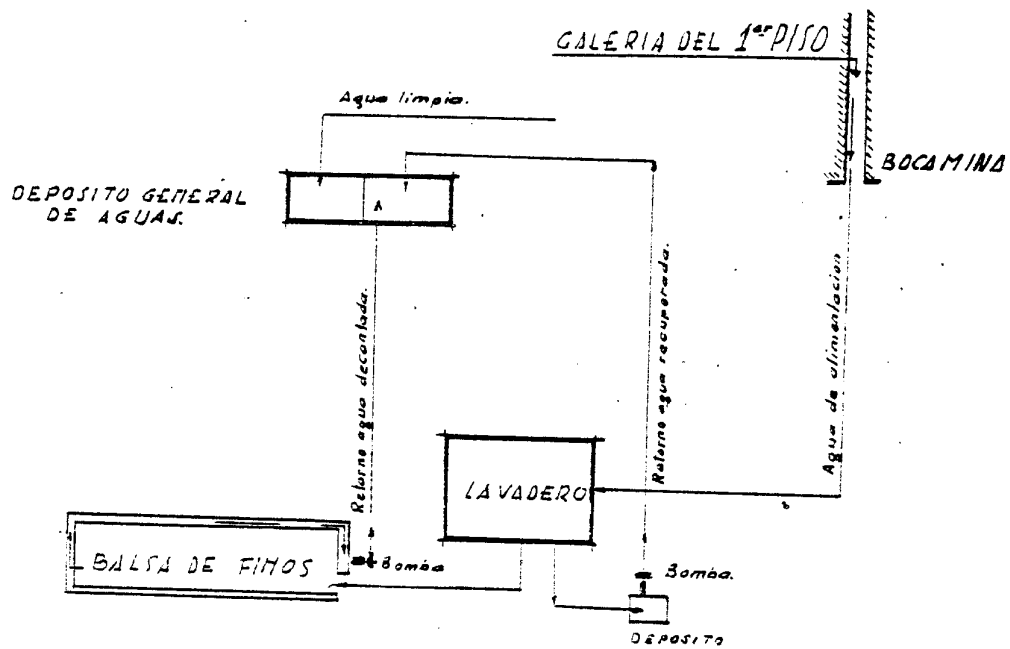 GALERIA DEL 1er PISO
Agua limpia.
BOCAMINA
DEPOSITO GENERAL
DE AGUAS.
Retorno agua decantada.
Retorno agua recuperada.
Agua de alimentacion
LAVADERO
BALSA DE FINOS
Bomba
Bomba.
DEPOSITO